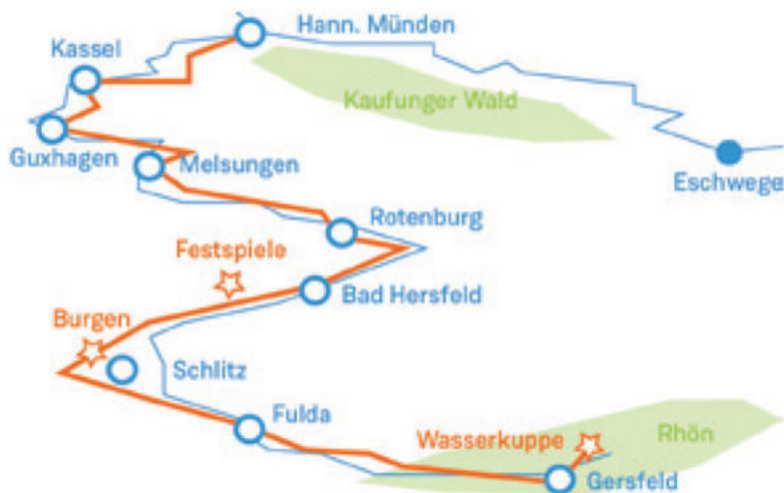 Hann. Münden
Kassel
Kaufunger Wald
Guxhagen
Melsungen
Eschwege
Rotenburg
Festspiele
Bad Hersfeld
Burgen
Schlitz
Fulda
Wasserkuppe
Rhön
Gersfeld